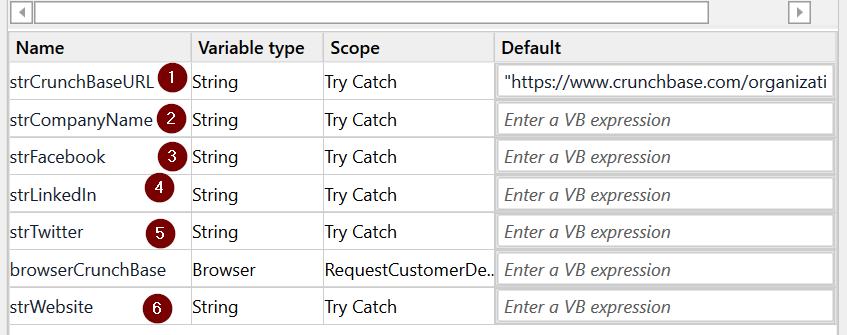 Name Variable type Scope Default
strCrunchBaseURL 1 String Try Catch "https://www.crunchbase.com/organizati
strCompanyName 2 String Try Catch Enter a VB expression
strFacebook 3 String Try Catch Enter a VB expression
strLinkedIn 4 String Try Catch Enter a VB expression
strTwitter 5 String Try Catch Enter a VB expression
browserCrunchBase Browser RequestCustomerDe... Enter a VB expression
strWebsite 6 String Try Catch Enter a VB expression